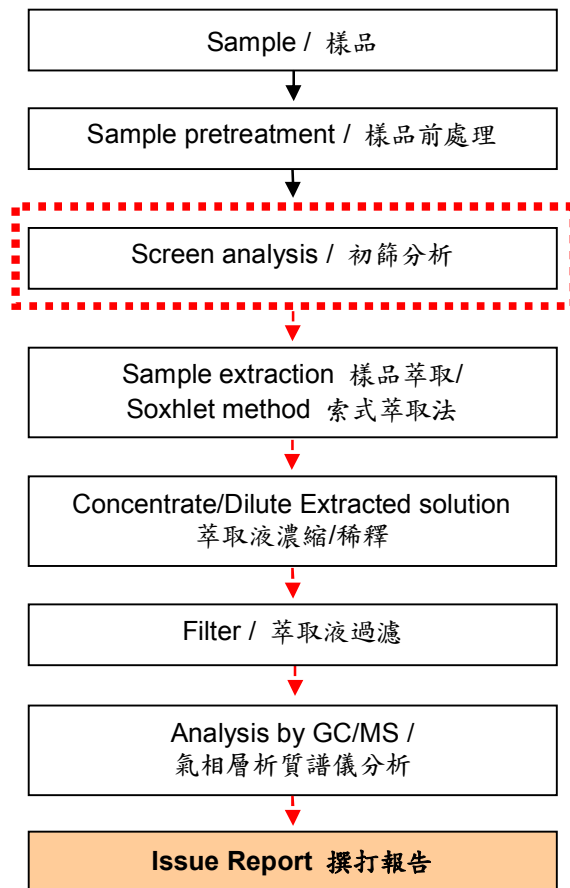 Sample / 樣品
Sample pretreatment / 樣品前處理
Screen analysis / 初篩分析
Sample extraction 樣品萃取/
Soxhlet method 索式萃取法
Concentrate/Dilute Extracted solution
萃取液濃縮/稀釋
Filter / 萃取液過濾
Analysis by GC/MS /
氣相層析質譜儀分析
Issue Report 撰打報告